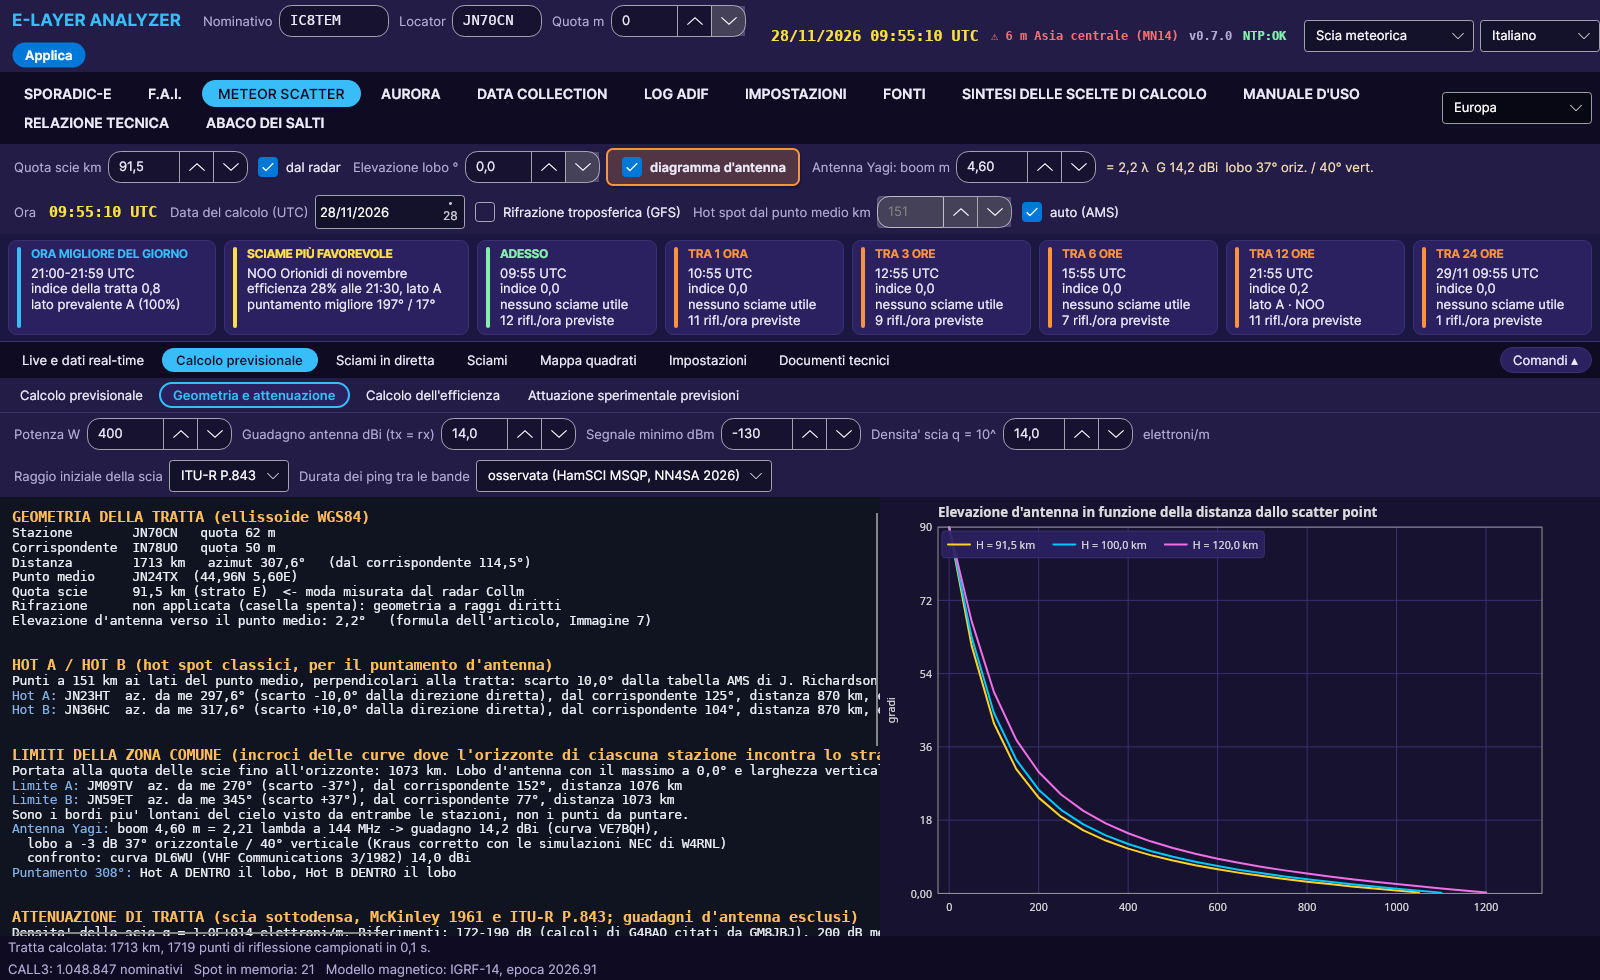 E-LAYER ANALYZER Nominativo IC8TEM Locator JN70CN Quota m 0
28/11/2026 09:55:10 UTC ⚠ 6 m Asia centrale (MN14) v0.7.0 NTP:OK Scia meteorica Italiano
Applica
SPORADIC-E F.A.I. METEOR SCATTER AURORA DATA COLLECTION LOG ADIF IMPOSTAZIONI FONTI SINTESI DELLE SCELTE DI CALCOLO MANUALE D'USO
RELAZIONE TECNICA ABACO DEI SALTI
Europa
Quota scie km 91,5 dal radar Elevazione lobo ° 0,0 diagramma d'antenna Antenna Yagi: boom m 4,60 = 2,2 λ G 14,2 dBi lobo 37° oriz. / 40° vert.
Ora 09:55:10 UTC Data del calcolo (UTC) 28/11/2026 28 Rifrazione troposferica (GFS) Hot spot dal punto medio km 151 auto (AMS)
ORA MIGLIORE DEL GIORNO
21:00-21:59 UTC
indice della tratta 0,8
lato prevalente A (100%)
SCIAME PIÙ FAVOREVOLE
NOO Orionidi di novembre
efficienza 28% alle 21:30, lato A
puntamento migliore 197° / 17°
ADESSO
09:55 UTC
indice 0,0
nessuno sciame utile
12 rifl./ora previste
TRA 1 ORA
10:55 UTC
indice 0,0
nessuno sciame utile
11 rifl./ora previste
TRA 3 ORE
12:55 UTC
indice 0,0
nessuno sciame utile
9 rifl./ora previste
TRA 6 ORE
15:55 UTC
indice 0,0
nessuno sciame utile
7 rifl./ora previste
TRA 12 ORE
21:55 UTC
indice 0,2
lato A · NOO
11 rifl./ora previste
TRA 24 ORE
29/11 09:55 UTC
indice 0,0
nessuno sciame utile
1 rifl./ora previste
Live e dati real-time Calcolo previsionale Sciami in diretta Sciami Mappa quadrati Impostazioni Documenti tecnici Comandi ▴
Calcolo previsionale Geometria e attenuazione Calcolo dell'efficienza Attuazione sperimentale previsioni
Potenza W 400 Guadagno antenna dBi (tx = rx) 14,0 Segnale minimo dBm -130 Densita' scia q = 10^ 14,0 elettroni/m
Raggio iniziale della scia ITU-R P.843 Durata dei ping tra le bande osservata (HamSCI MSQP, NN4SA 2026)
GEOMETRIA DELLA TRATTA (ellissoide WGS84)
Stazione JN70CN quota 62 m
Corrispondente IN78UO quota 50 m
Distanza 1713 km azimut 307,6° (dal corrispondente 114,5°)
Punto medio JN24TX (44,96N 5,60E)
Quota scie 91,5 km (strato E) <- moda misurata dal radar Collm
Rifrazione non applicata (casella spenta): geometria a raggi diritti
Elevazione d'antenna verso il punto medio: 2,2° (formula dell'articolo, Immagine 7)
HOT A / HOT B (hot spot classici, per il puntamento d'antenna)
Punti a 151 km ai lati del punto medio, perpendicolari alla tratta: scarto 10,0° dalla tabella AMS di J. Richardson
Hot A: JN23HT az. da me 297,6° (scarto -10,0° dalla direzione diretta), dal corrispondente 125°, distanza 870 km,
Hot B: JN36HC az. da me 317,6° (scarto +10,0° dalla direzione diretta), dal corrispondente 104°, distanza 870 km,
LIMITI DELLA ZONA COMUNE (incroci delle curve dove l'orizzonte di ciascuna stazione incontra lo stra
Portata alla quota delle scie fino all'orizzonte: 1073 km. Lobo d'antenna con il massimo a 0,0° e larghezza vertical
Limite A: JM09TV az. da me 270° (scarto -37°), dal corrispondente 152°, distanza 1076 km
Limite B: JN59ET az. da me 345° (scarto +37°), dal corrispondente 77°, distanza 1073 km
Sono i bordi piu' lontani del cielo visto da entrambe le stazioni, non i punti da puntare.
Antenna Yagi: boom 4,60 m = 2,21 lambda a 144 MHz -> guadagno 14,2 dBi (curva VE7BQH),
lobo a -3 dB 37° orizzontale / 40° verticale (Kraus corretto con le simulazioni NEC di W4RNL)
confronto: curva DL6WU (VHF Communications 3/1982) 14,0 dBi
Puntamento 308°: Hot A DENTRO il lobo, Hot B DENTRO il lobo
ATTENUAZIONE DI TRATTA (scia sottodensa, McKinley 1961 e ITU-R P.843; guadagni d'antenna esclusi)
Densita' della scia q = 1,0E+014 elettroni/m. Riferimenti: 172-190 dB (calcoli di G4BAO citati da GM8JBJ), 200 dB me
Elevazione d'antenna in funzione della distanza dallo scatter point
H = 91,5 km H = 100,0 km H = 120,0 km
gradi
90
72
54
36
18
0,00
0 200 400 600 800 1000 1200
Tratta calcolata: 1713 km, 1719 punti di riflessione campionati in 0,1 s.
CALL3: 1.048.847 nominativi Spot in memoria: 21 Modello magnetico: IGRF-14, epoca 2026.91